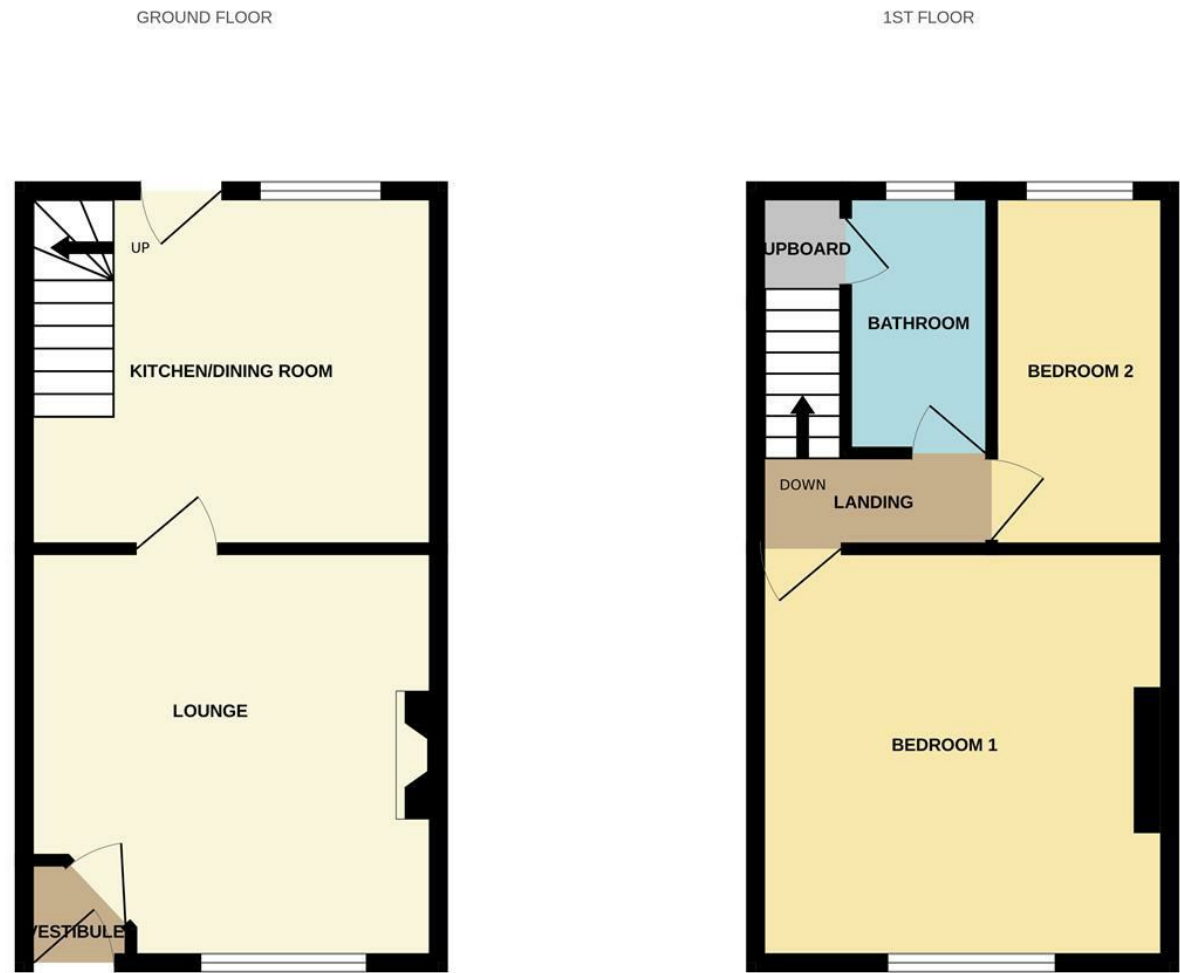 GROUND FLOOR
1ST FLOOR
UP
KITCHEN/DINING ROOM
LOUNGE
VESTIBULE
UPBOARD
BATHROOM
BEDROOM 2
DOWN
LANDING
BEDROOM 1